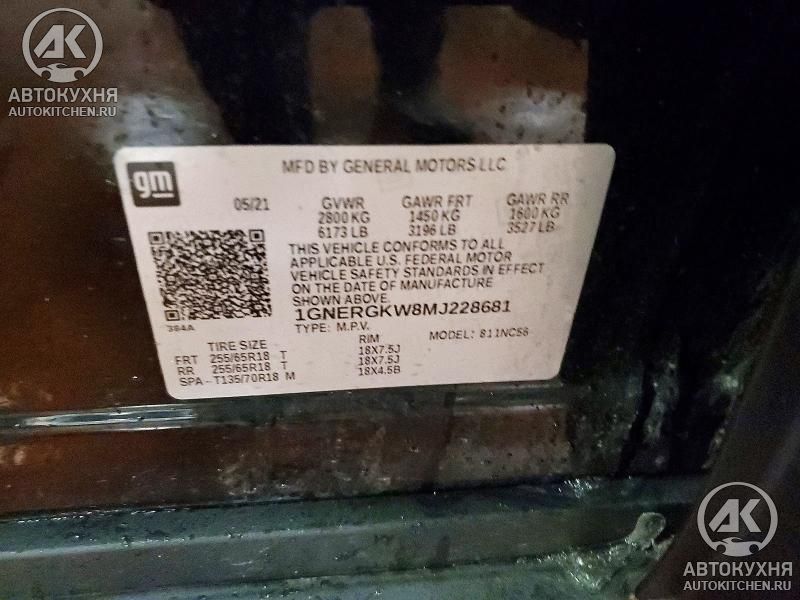 AK
АВТОКУХНЯ
AUTOKITCHEN.RU
gm
MFD BY GENERAL MOTORS LLC
05/21 GVWR GAWR FRT GAWR RR
2800 KG 1450 KG 1600 KG
6173 LB 3196 LB 3527 LB
THIS VEHICLE CONFORMS TO ALL
APPLICABLE U.S. FEDERAL MOTOR
VEHICLE SAFETY STANDARDS IN EFFECT
ON THE DATE OF MANUFACTURE
SHOWN ABOVE.
384A
1GNERGKW8MJ228681
TYPE: M.P.V. MODEL: 811NC56
TIRE SIZE RIM
FRT 255/65R18 T 18X7.5J
RR 255/65R18 T 18X7.5J
SPA - T135/70R18 M 18X4.5B
AK
АВТОКУХНЯ
AUTOKITCHEN.RU